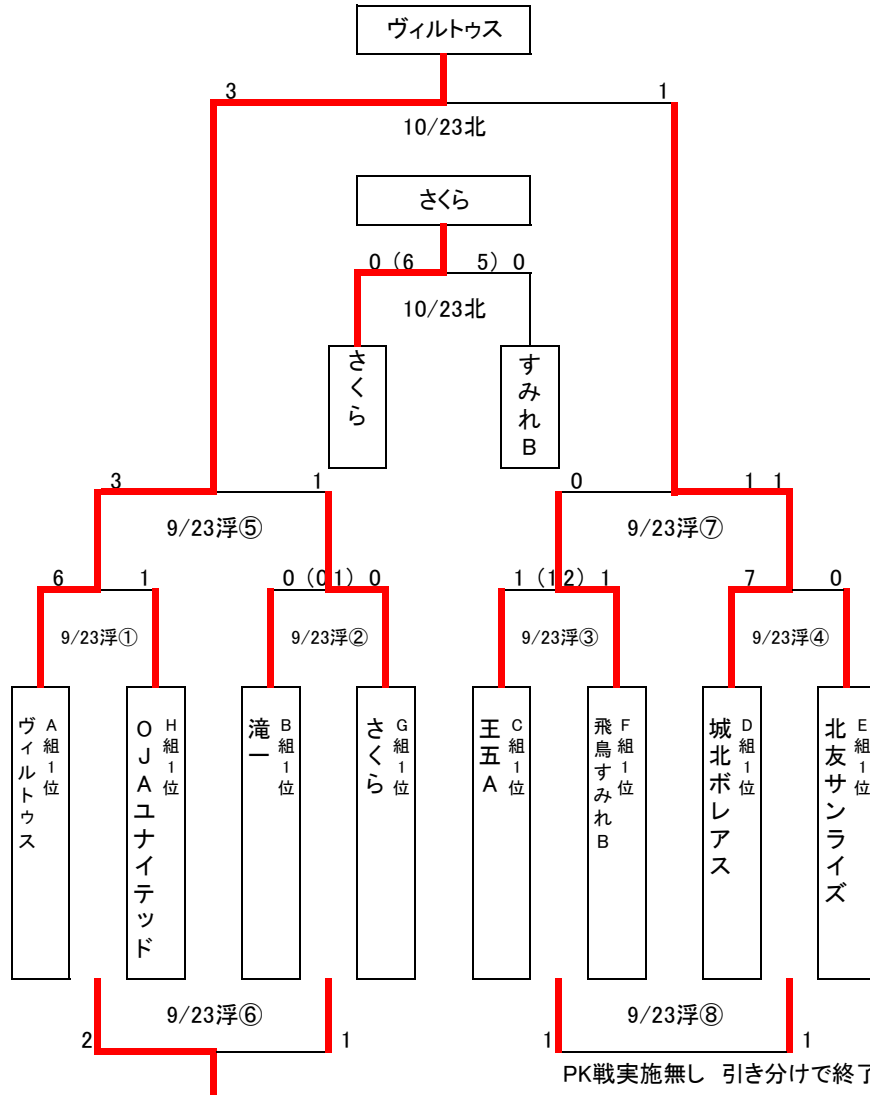 ヴィルトゥス
3 1
10/23北
さくら
0（6 5）0
10/23北
さくら
すみれB
3 1 0 1 1
9/23浮⑤ 9/23浮⑦
6 1 0（0 1）0 1（1 2）1 7 0
9/23浮① 9/23浮② 9/23浮③ 9/23浮④
A組1位
ヴィルトゥス
H組1位
OJAユナイテッド
B組1位
滝一
G組1位
さくら
C組1位
王五A
F組1位
飛鳥すみれB
D組1位
城北ボレアス
E組1位
北友サンライズ
9/23浮⑥ 9/23浮⑧
2 1 1 1
PK戦実施無し 引き分けで終了